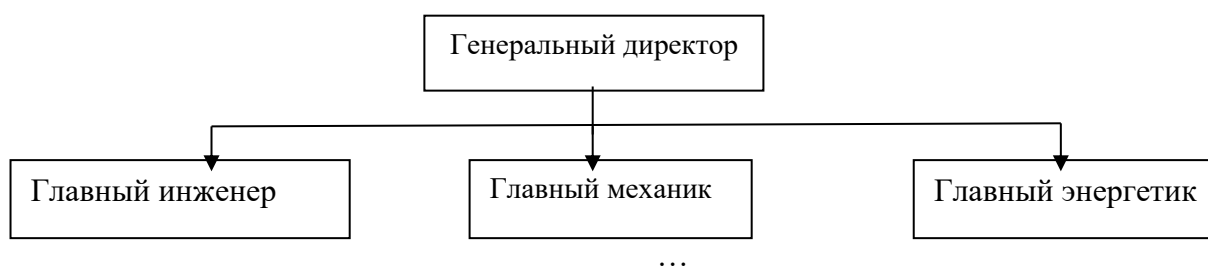 Генеральный директор
Главный инженер
Главный механик
Главный энергетик
…